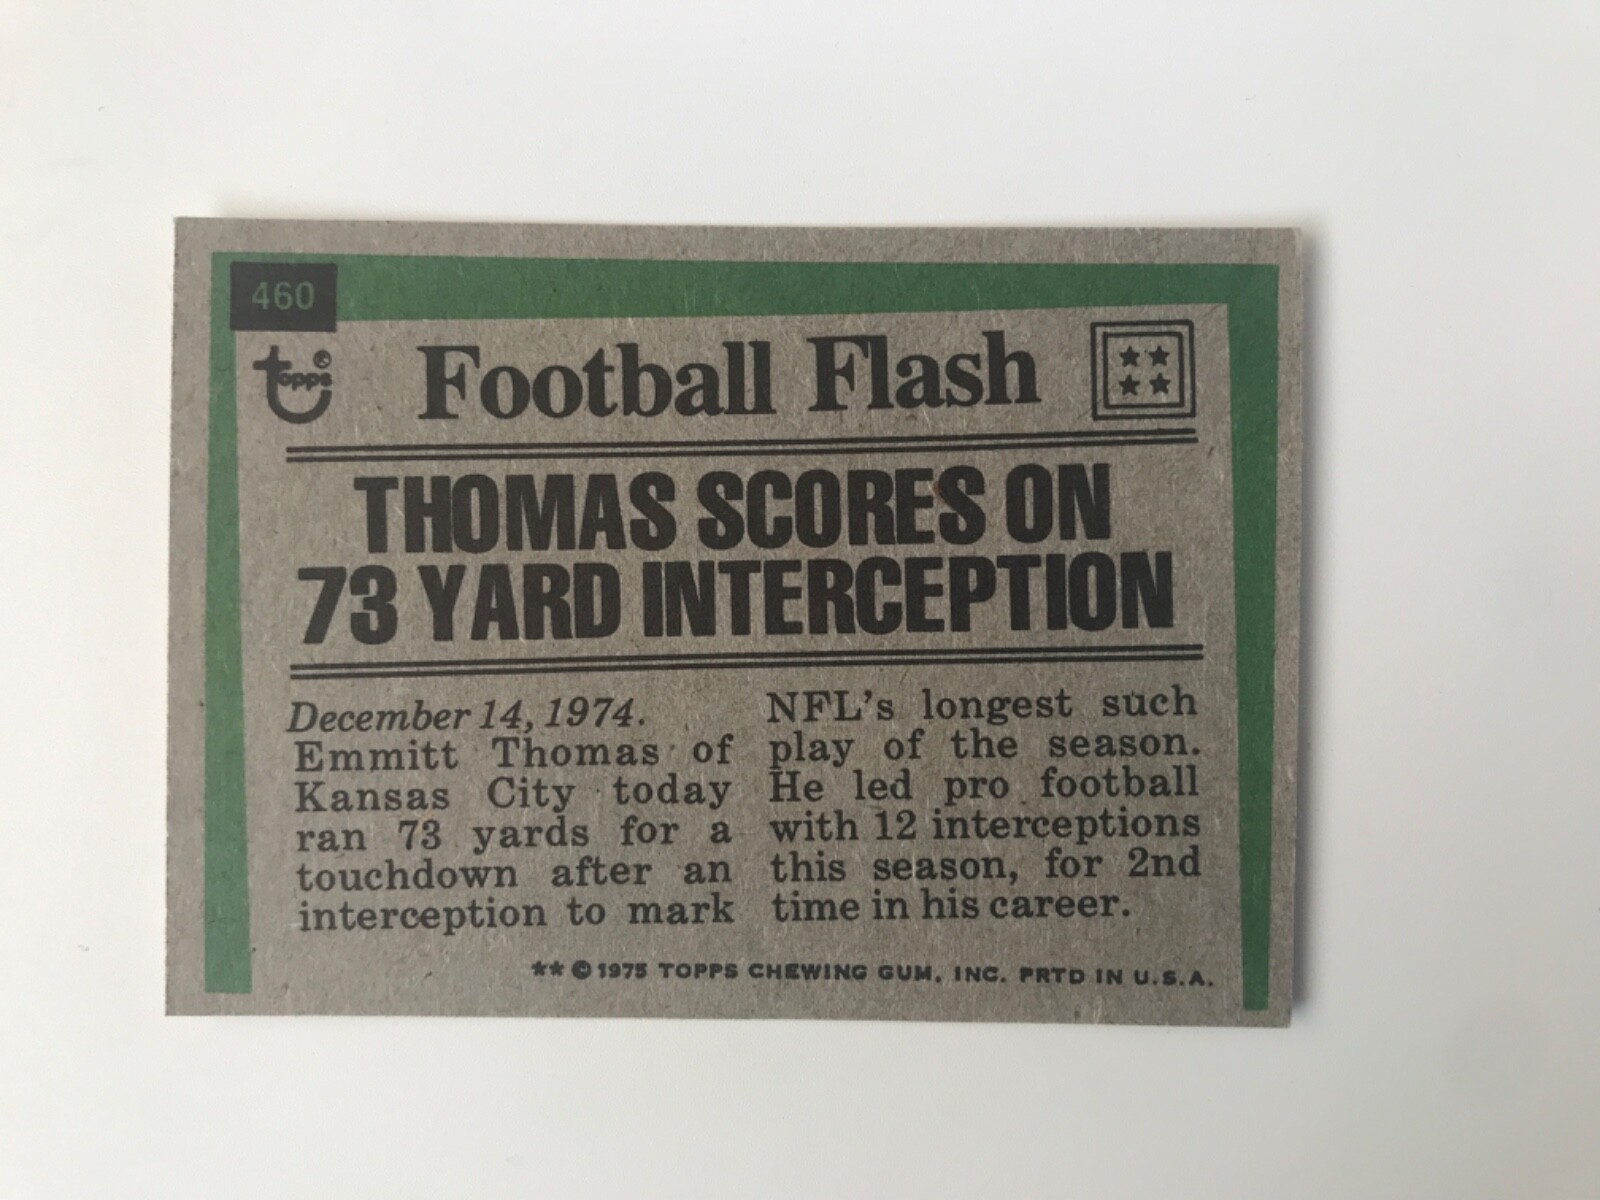 460
topps
Football Flash
THOMAS SCORES ON
73 YARD INTERCEPTION
December 14, 1974.
Emmitt Thomas of
Kansas City today
ran 73 yards for a
touchdown after an
interception to mark
NFL's longest such
play of the season.
He led pro football
with 12 interceptions
this season, for 2nd
time in his career.
** © 1975 TOPPS CHEWING GUM, INC. PRTD IN U.S.A.